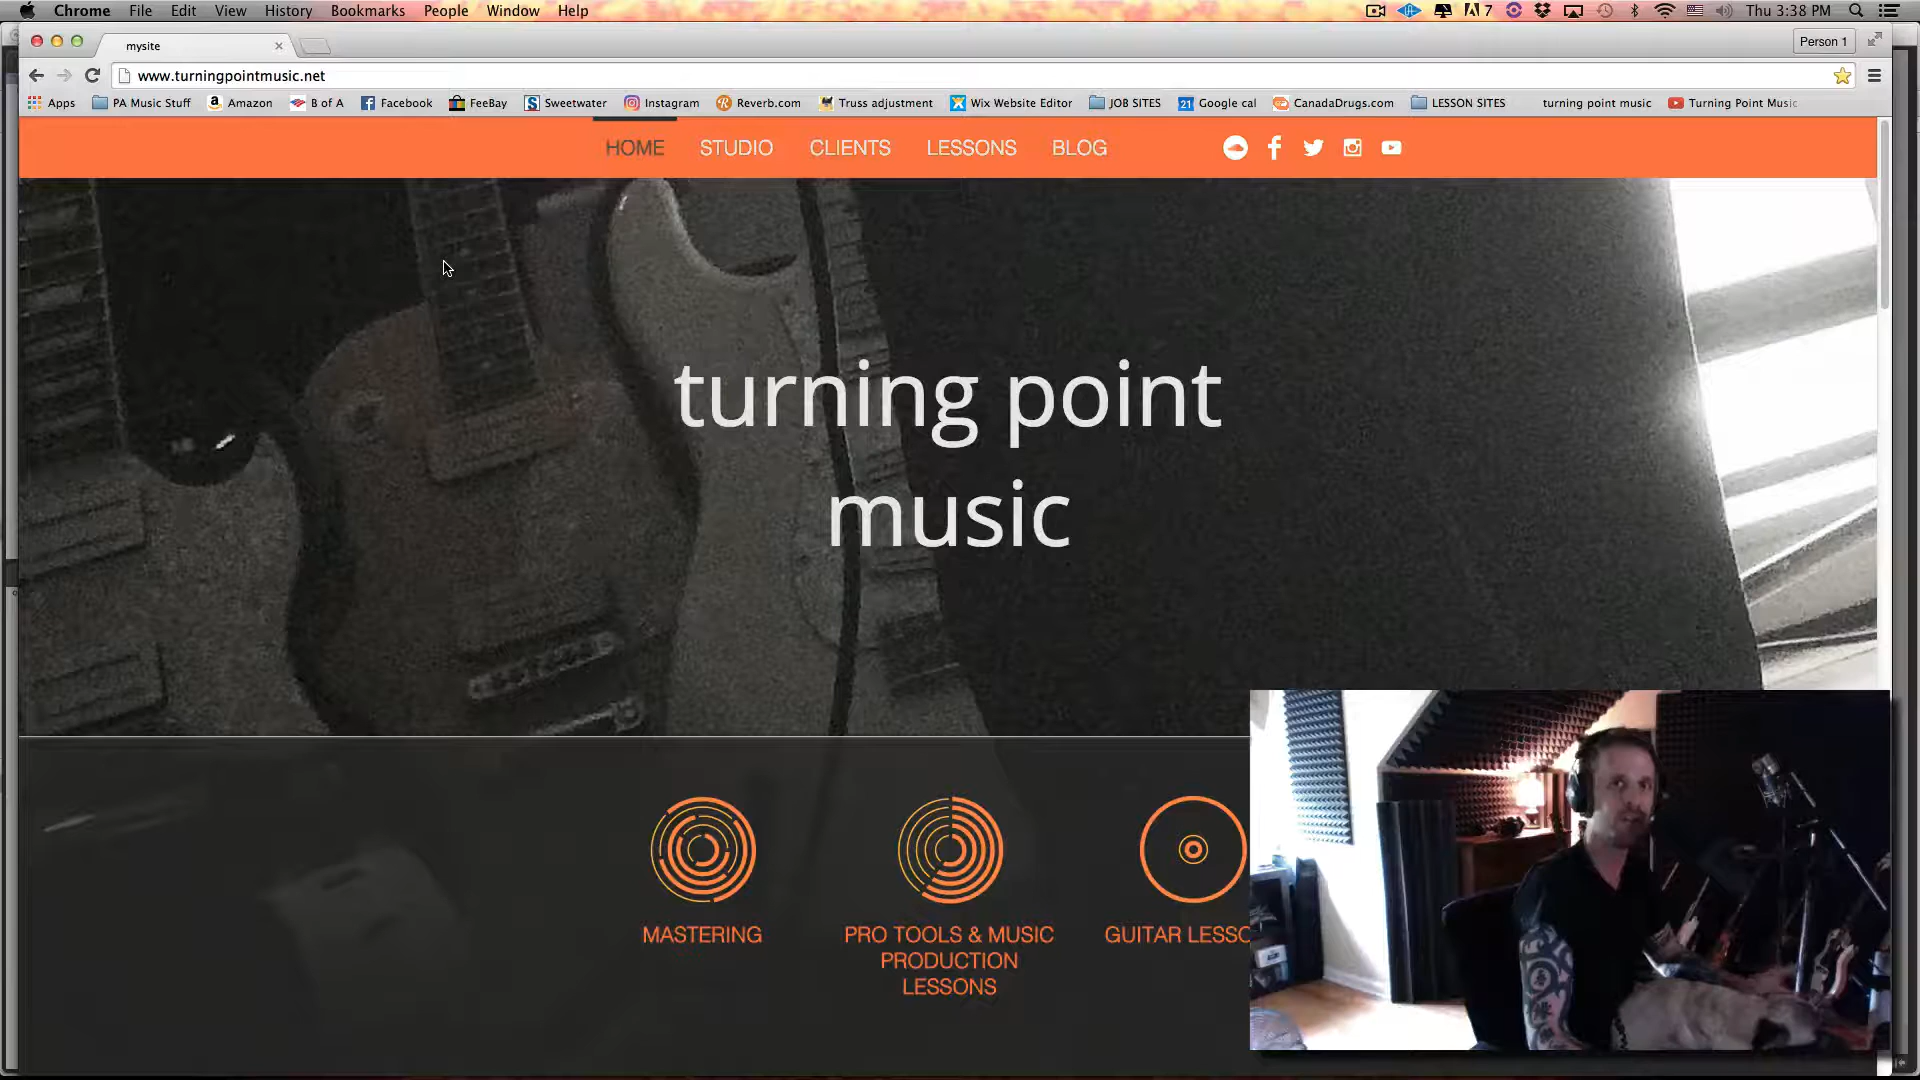 Chrome File Edit View History Bookmarks People Window Help 7 Thu 3:38 PM
mysite Person 1
www.turningpointmusic.net
Apps PA Music Stuff Amazon B of A Facebook FeeBay Sweetwater Instagram Reverb.com Truss adjustment Wix Website Editor JOB SITES 21 Google cal CanadaDrugs.com LESSON SITES turning point music Turning Point Music
HOME STUDIO CLIENTS LESSONS BLOG
turning point
music
MASTERING PRO TOOLS & MUSIC GUITAR LESSO
PRODUCTION
LESSONS